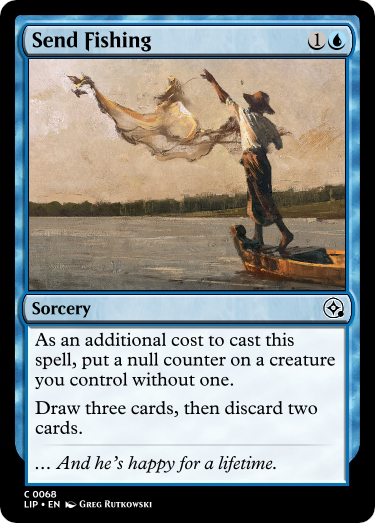 Send Fishing
1
Sorcery
As an additional cost to cast this
spell, put a null counter on a creature
you control without one.
Draw three cards, then discard two
cards.
… And he's happy for a lifetime.
C 0068
LIP • EN Greg Rutkowski